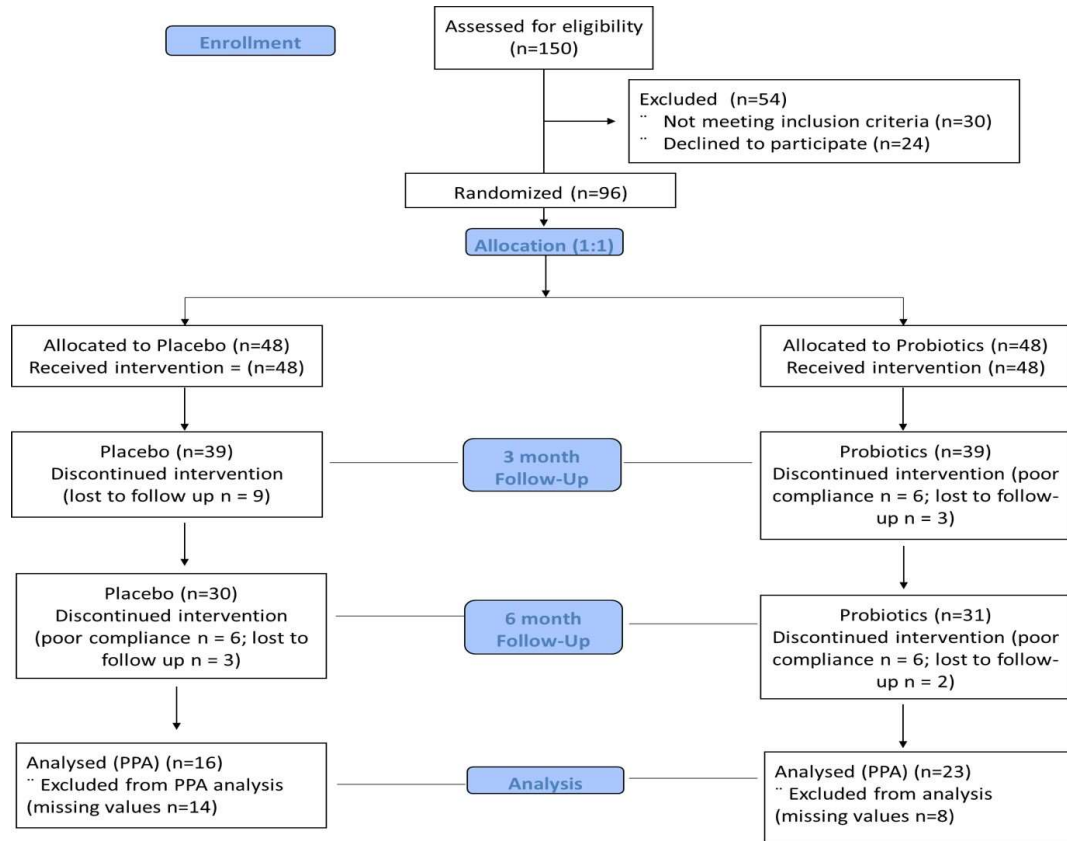 Enrollment
Assessed for eligibility
(n=150)
Excluded (n=54)
¨ Not meeting inclusion criteria (n=30)
¨ Declined to participate (n=24)
Randomized (n=96)
Allocation (1:1)
Allocated to Placebo (n=48)
Received intervention = (n=48)
Allocated to Probiotics (n=48)
Received intervention (n=48)
Placebo (n=39)
Discontinued intervention
(lost to follow up n = 9)
3 month
Follow-Up
Probiotics (n=39)
Discontinued intervention (poor
compliance n = 6; lost to follow-
up n = 3)
Placebo (n=30)
Discontinued intervention
(poor compliance n = 6; lost to
follow up n = 3)
6 month
Follow-Up
Probiotics (n=31)
Discontinued intervention (poor
compliance n = 6; lost to follow-
up n = 2)
Analysed (PPA) (n=16)
¨ Excluded from PPA analysis
(missing values n=14)
Analysis
Analysed (PPA) (n=23)
¨ Excluded from analysis
(missing values n=8)